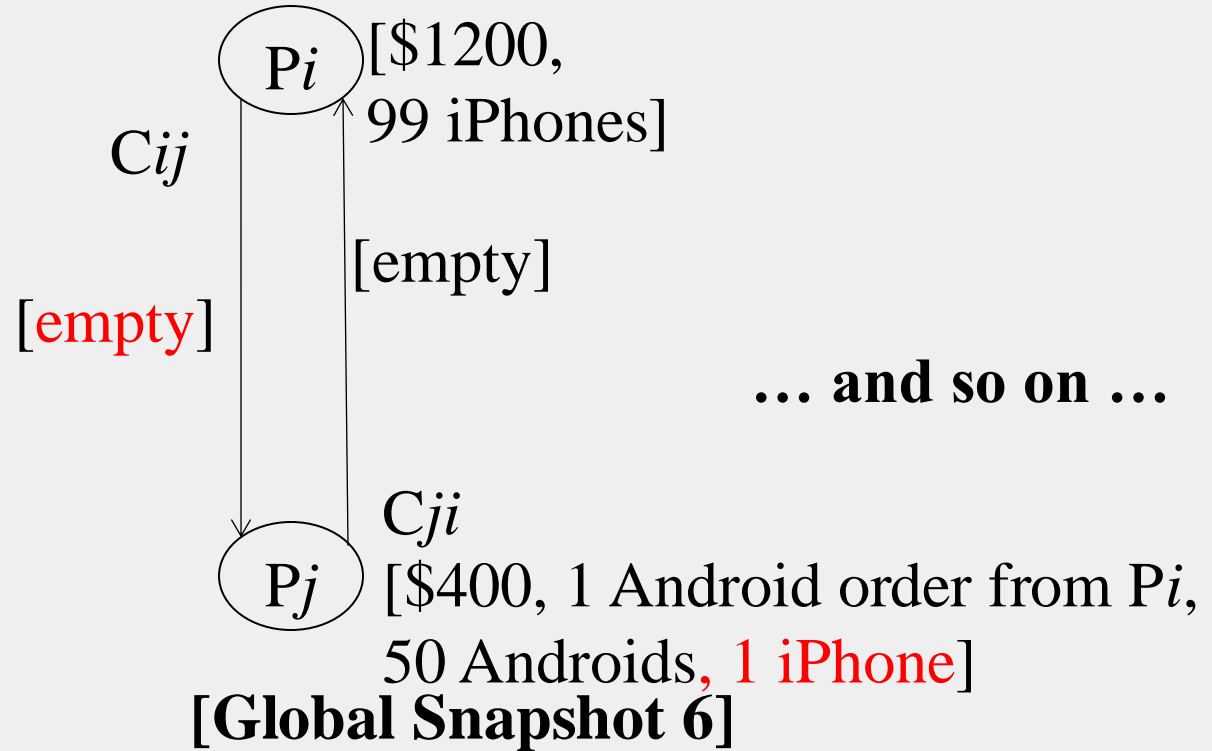 Pi
[$1200,
99 iPhones]
Cij
[empty]
[empty]
… and so on …
Cji
Pj
[$400, 1 Android order from Pi,
50 Androids, 1 iPhone]
[Global Snapshot 6]